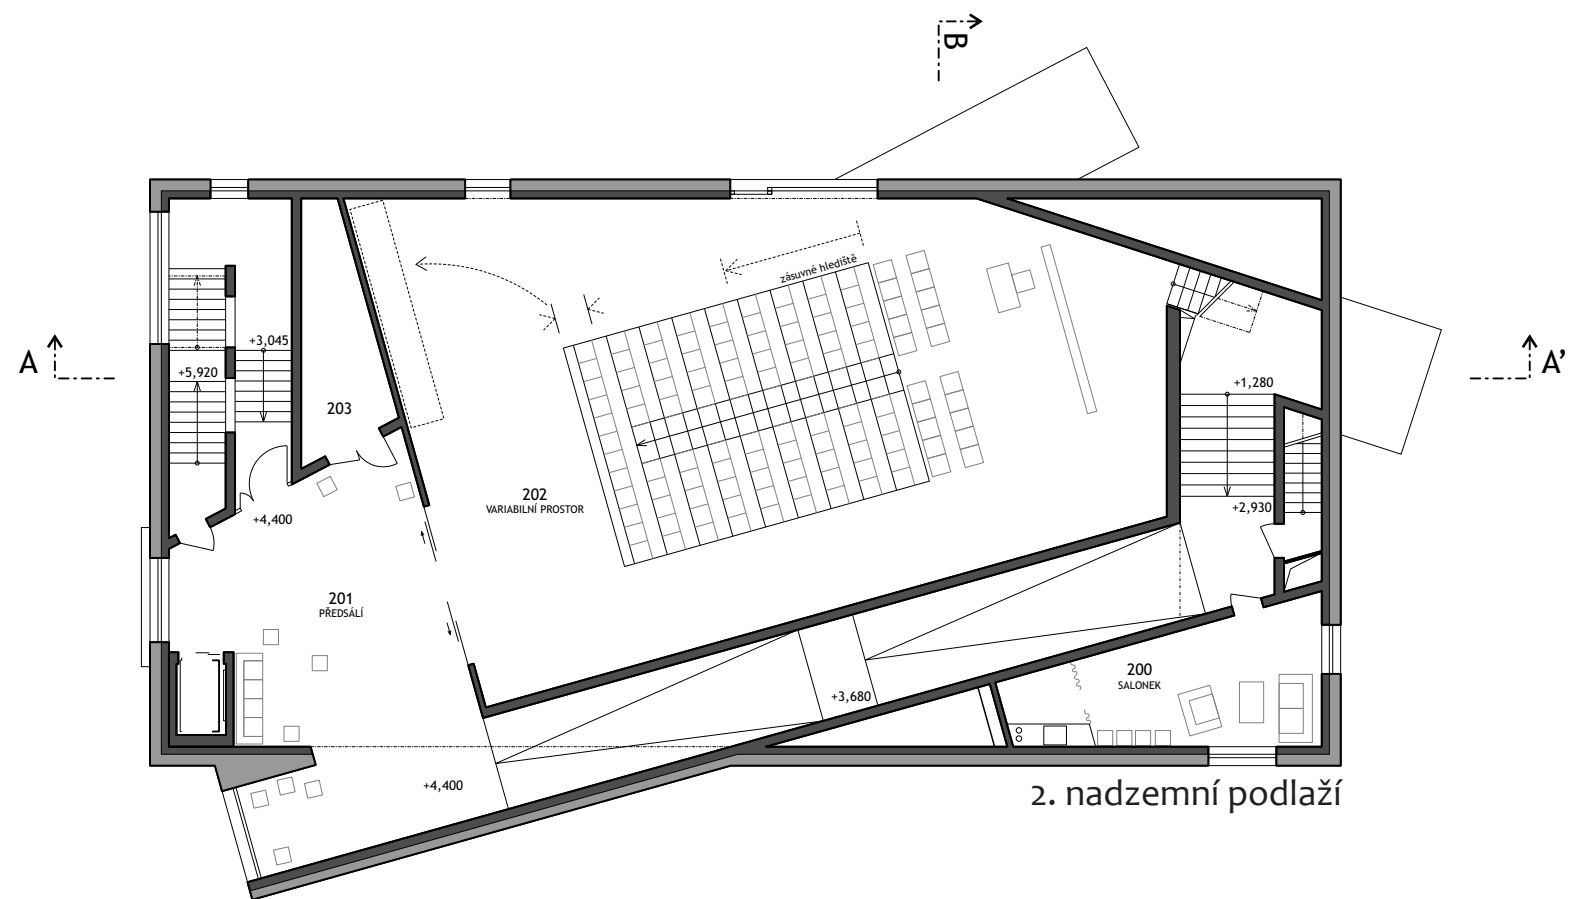 B
zásuvné hlediště
+3,045
A
A'
+5,920
+1,280
203
202
VARIABILNÍ PROSTOR
+2,930
+4,400
201
PŘEDSÁLÍ
200
SALONEK
+3,680
+4,400
2. nadzemní podlaží